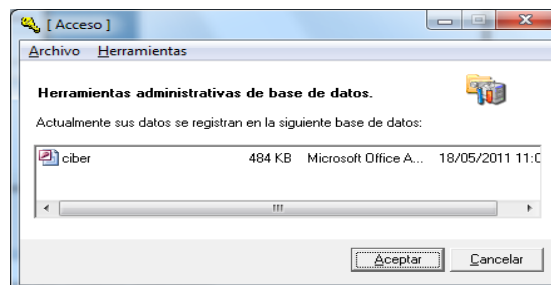 [ Acceso ]
Archivo Herramientas
Herramientas administrativas de base de datos.
Actualmente sus datos se registran en la siguiente base de datos:
ciber 484 KB Microsoft Office A... 18/05/2011 11:0
Aceptar Cancelar